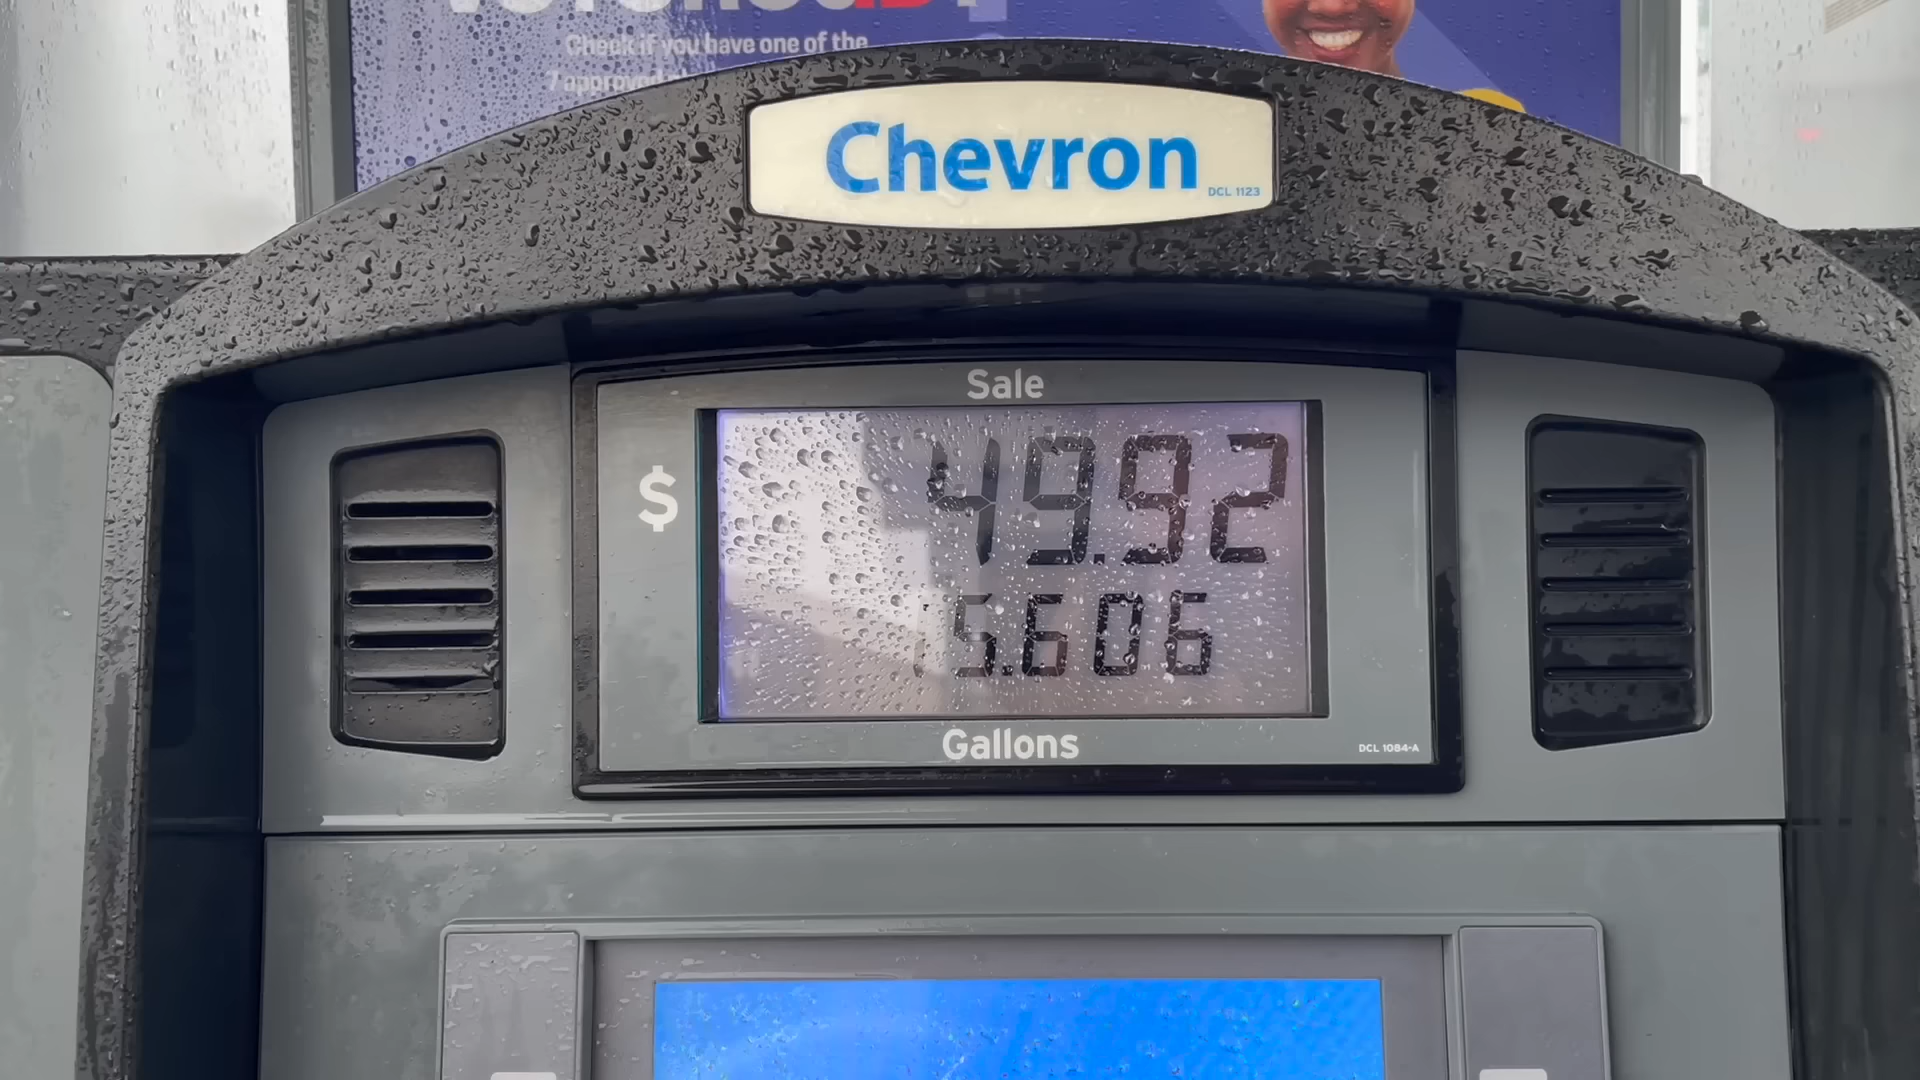 Check if you have one of the
7 approved
Chevron
DCL 1123
Sale
$
49.92
15.606
Gallons
DCL 1084-A